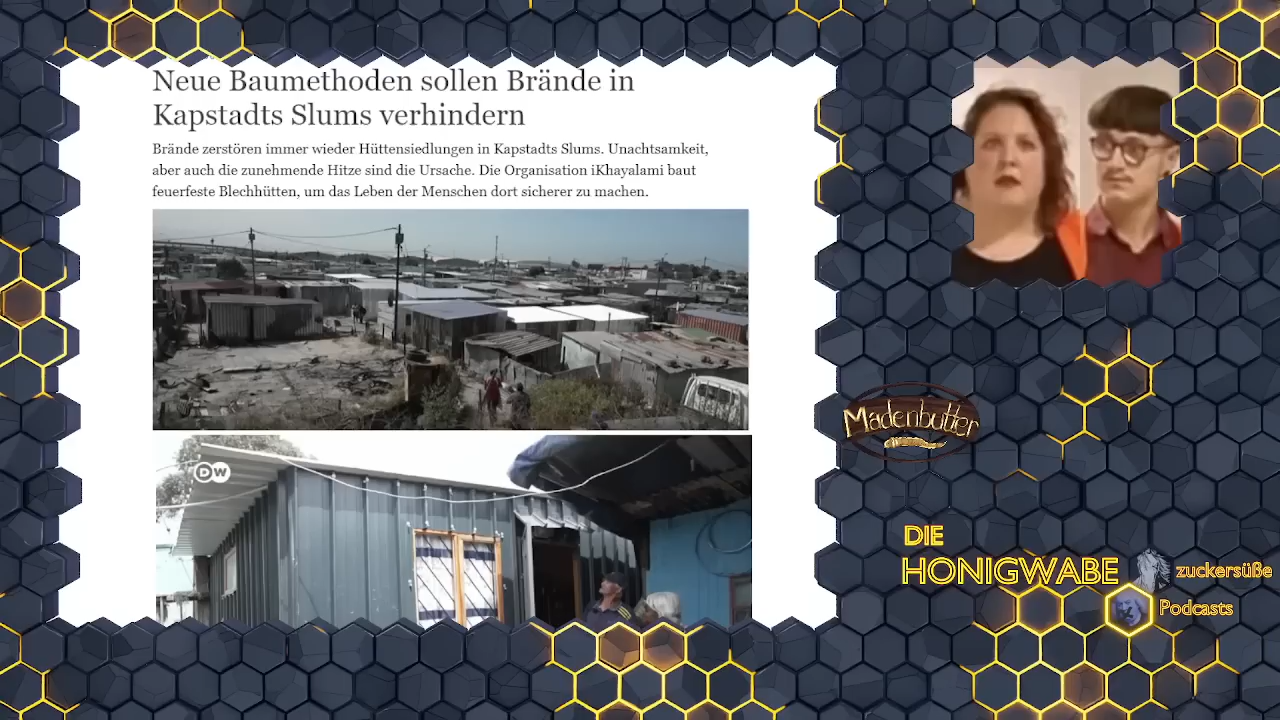 Neue Baumethoden sollen Brände in
Kapstadts Slums verhindern
Brände zerstören immer wieder Hüttensiedlungen in Kapstadts Slums. Unachtsamkeit,
aber auch die zunehmende Hitze sind die Ursache. Die Organisation iKhayalami baut
feuerfeste Blechhütten, um das Leben der Menschen dort sicherer zu machen.
DW
Madenbutter
DIE
HONIGWABE
zuckersüße
Podcasts